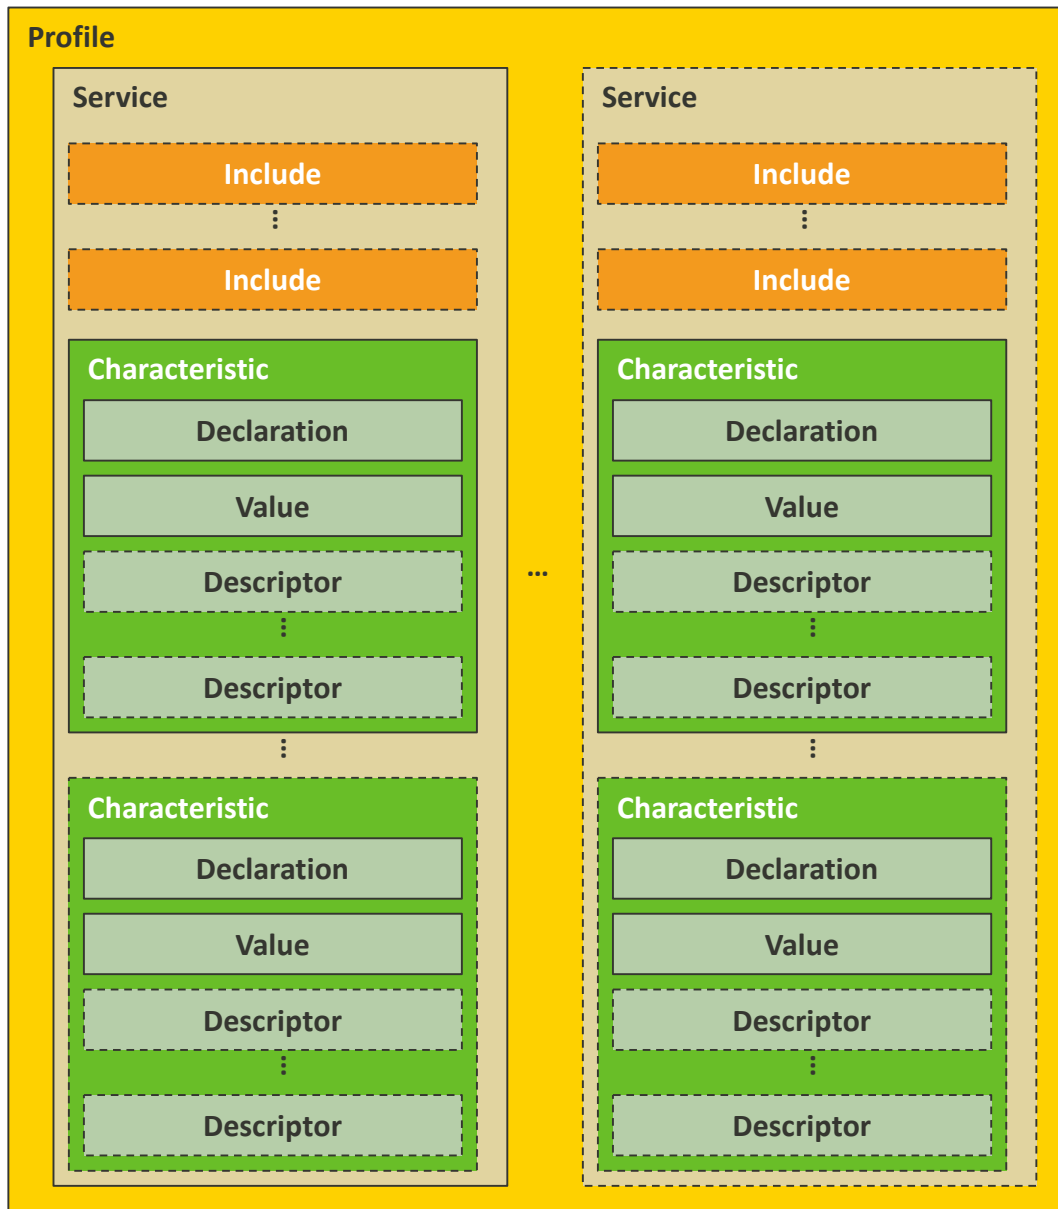 Profile
Service
Include
⋮
Include
Characteristic
Declaration
Value
Descriptor
⋮
Descriptor
⋮
Characteristic
Declaration
Value
Descriptor
⋮
Descriptor
...
Service
Include
⋮
Include
Characteristic
Declaration
Value
Descriptor
⋮
Descriptor
⋮
Characteristic
Declaration
Value
Descriptor
⋮
Descriptor